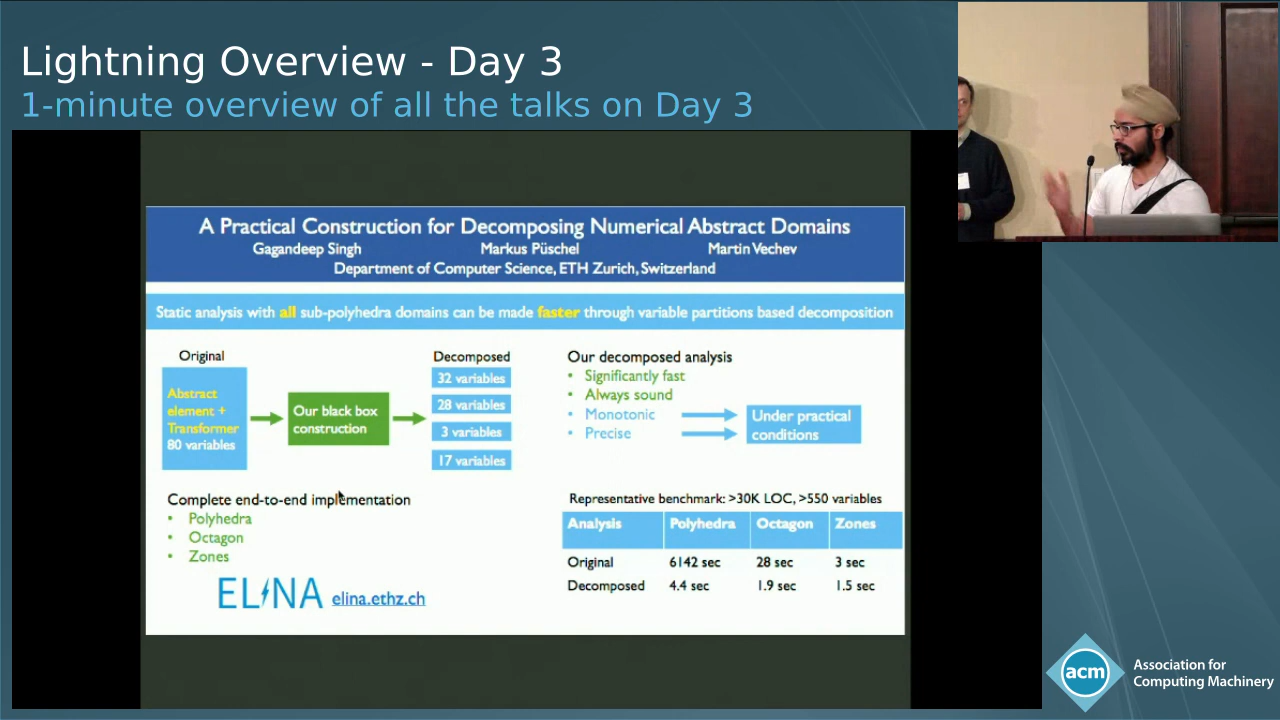 Lightning Overview - Day 3
1-minute overview of all the talks on Day 3
A Practical Construction for Decomposing Numerical Abstract Domains
Gagandeep Singh Markus Püschel Martin Vechev
Department of Computer Science, ETH Zurich, Switzerland
Static analysis with all sub-polyhedra domains can be made faster through variable partitions based decomposition
Original
Abstract
element +
Transformer
80 variables
Our black box
construction
Decomposed
32 variables
28 variables
3 variables
17 variables
Our decomposed analysis
• Significantly fast
• Always sound
• Monotonic
• Precise
Under practical
conditions
Complete end-to-end implementation
• Polyhedra
• Octagon
• Zones
ELINA elina.ethz.ch
Representative benchmark: >30K LOC, >550 variables
Analysis Polyhedra Octagon Zones
Original 6142 sec 28 sec 3 sec
Decomposed 4.4 sec 1.9 sec 1.5 sec
acm
Association for
Computing Machinery